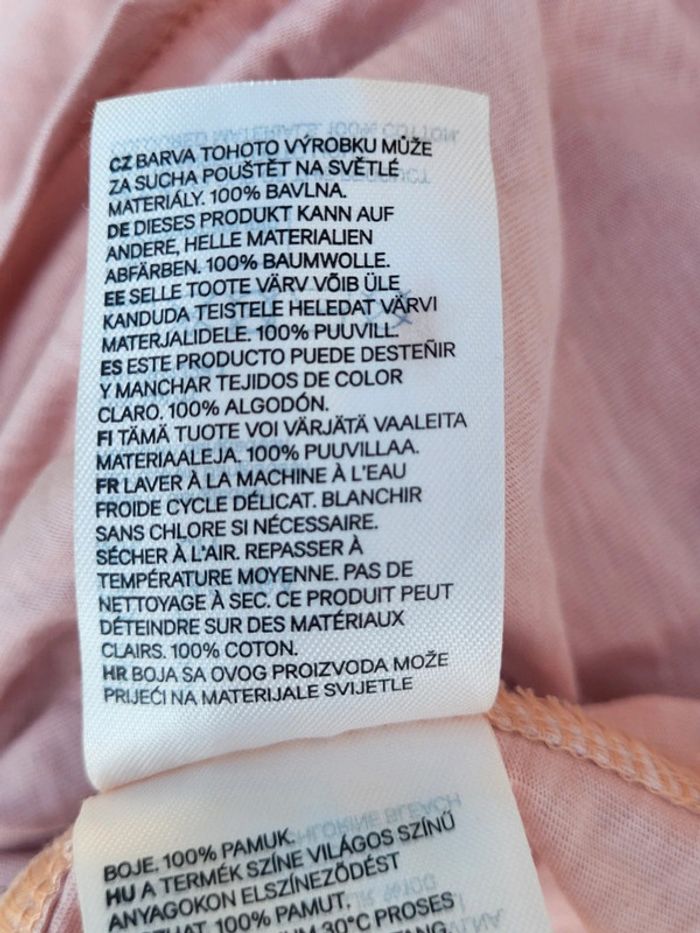 CZ BARVA TOHOTO VÝROBKU MŮŽE
ZA SUCHA POUŠTĚT NA SVĚTLÉ
MATERIÁLY. 100% BAVLNA.
DE DIESES PRODUKT KANN AUF
ANDERE, HELLE MATERIALIEN
ABFÄRBEN. 100% BAUMWOLLE.
EE SELLE TOOTE VÄRV VÕIB ÜLE
KANDUDA TEISTELE HELEDAT VÄRVI
MATERJALIDELE. 100% PUUVILL.
ES ESTE PRODUCTO PUEDE DESTEÑIR
Y MANCHAR TEJIDOS DE COLOR
CLARO. 100% ALGODÓN.
FI TÄMÄ TUOTE VOI VÄRJÄTÄ VAALEITA
MATERIAALEJA. 100% PUUVILLAA.
FR LAVER À LA MACHINE À L'EAU
FROIDE CYCLE DÉLICAT. BLANCHIR
SANS CHLORE SI NÉCESSAIRE.
SÉCHER À L'AIR. REPASSER À
TEMPÉRATURE MOYENNE. PAS DE
NETTOYAGE À SEC. CE PRODUIT PEUT
DÉTEINDRE SUR DES MATÉRIAUX
CLAIRS. 100% COTON.
HR BOJA SA OVOG PROIZVODA MOŽE
PRIJEĆI NA MATERIJALE SVIJETLE
BOJE. 100% PAMUK.
HU A TERMÉK SZÍNE VILÁGOS SZÍNŰ
ANYAGOKON ELSZÍNEZŐDÉST
100% PAMUT.
30°C PROSES